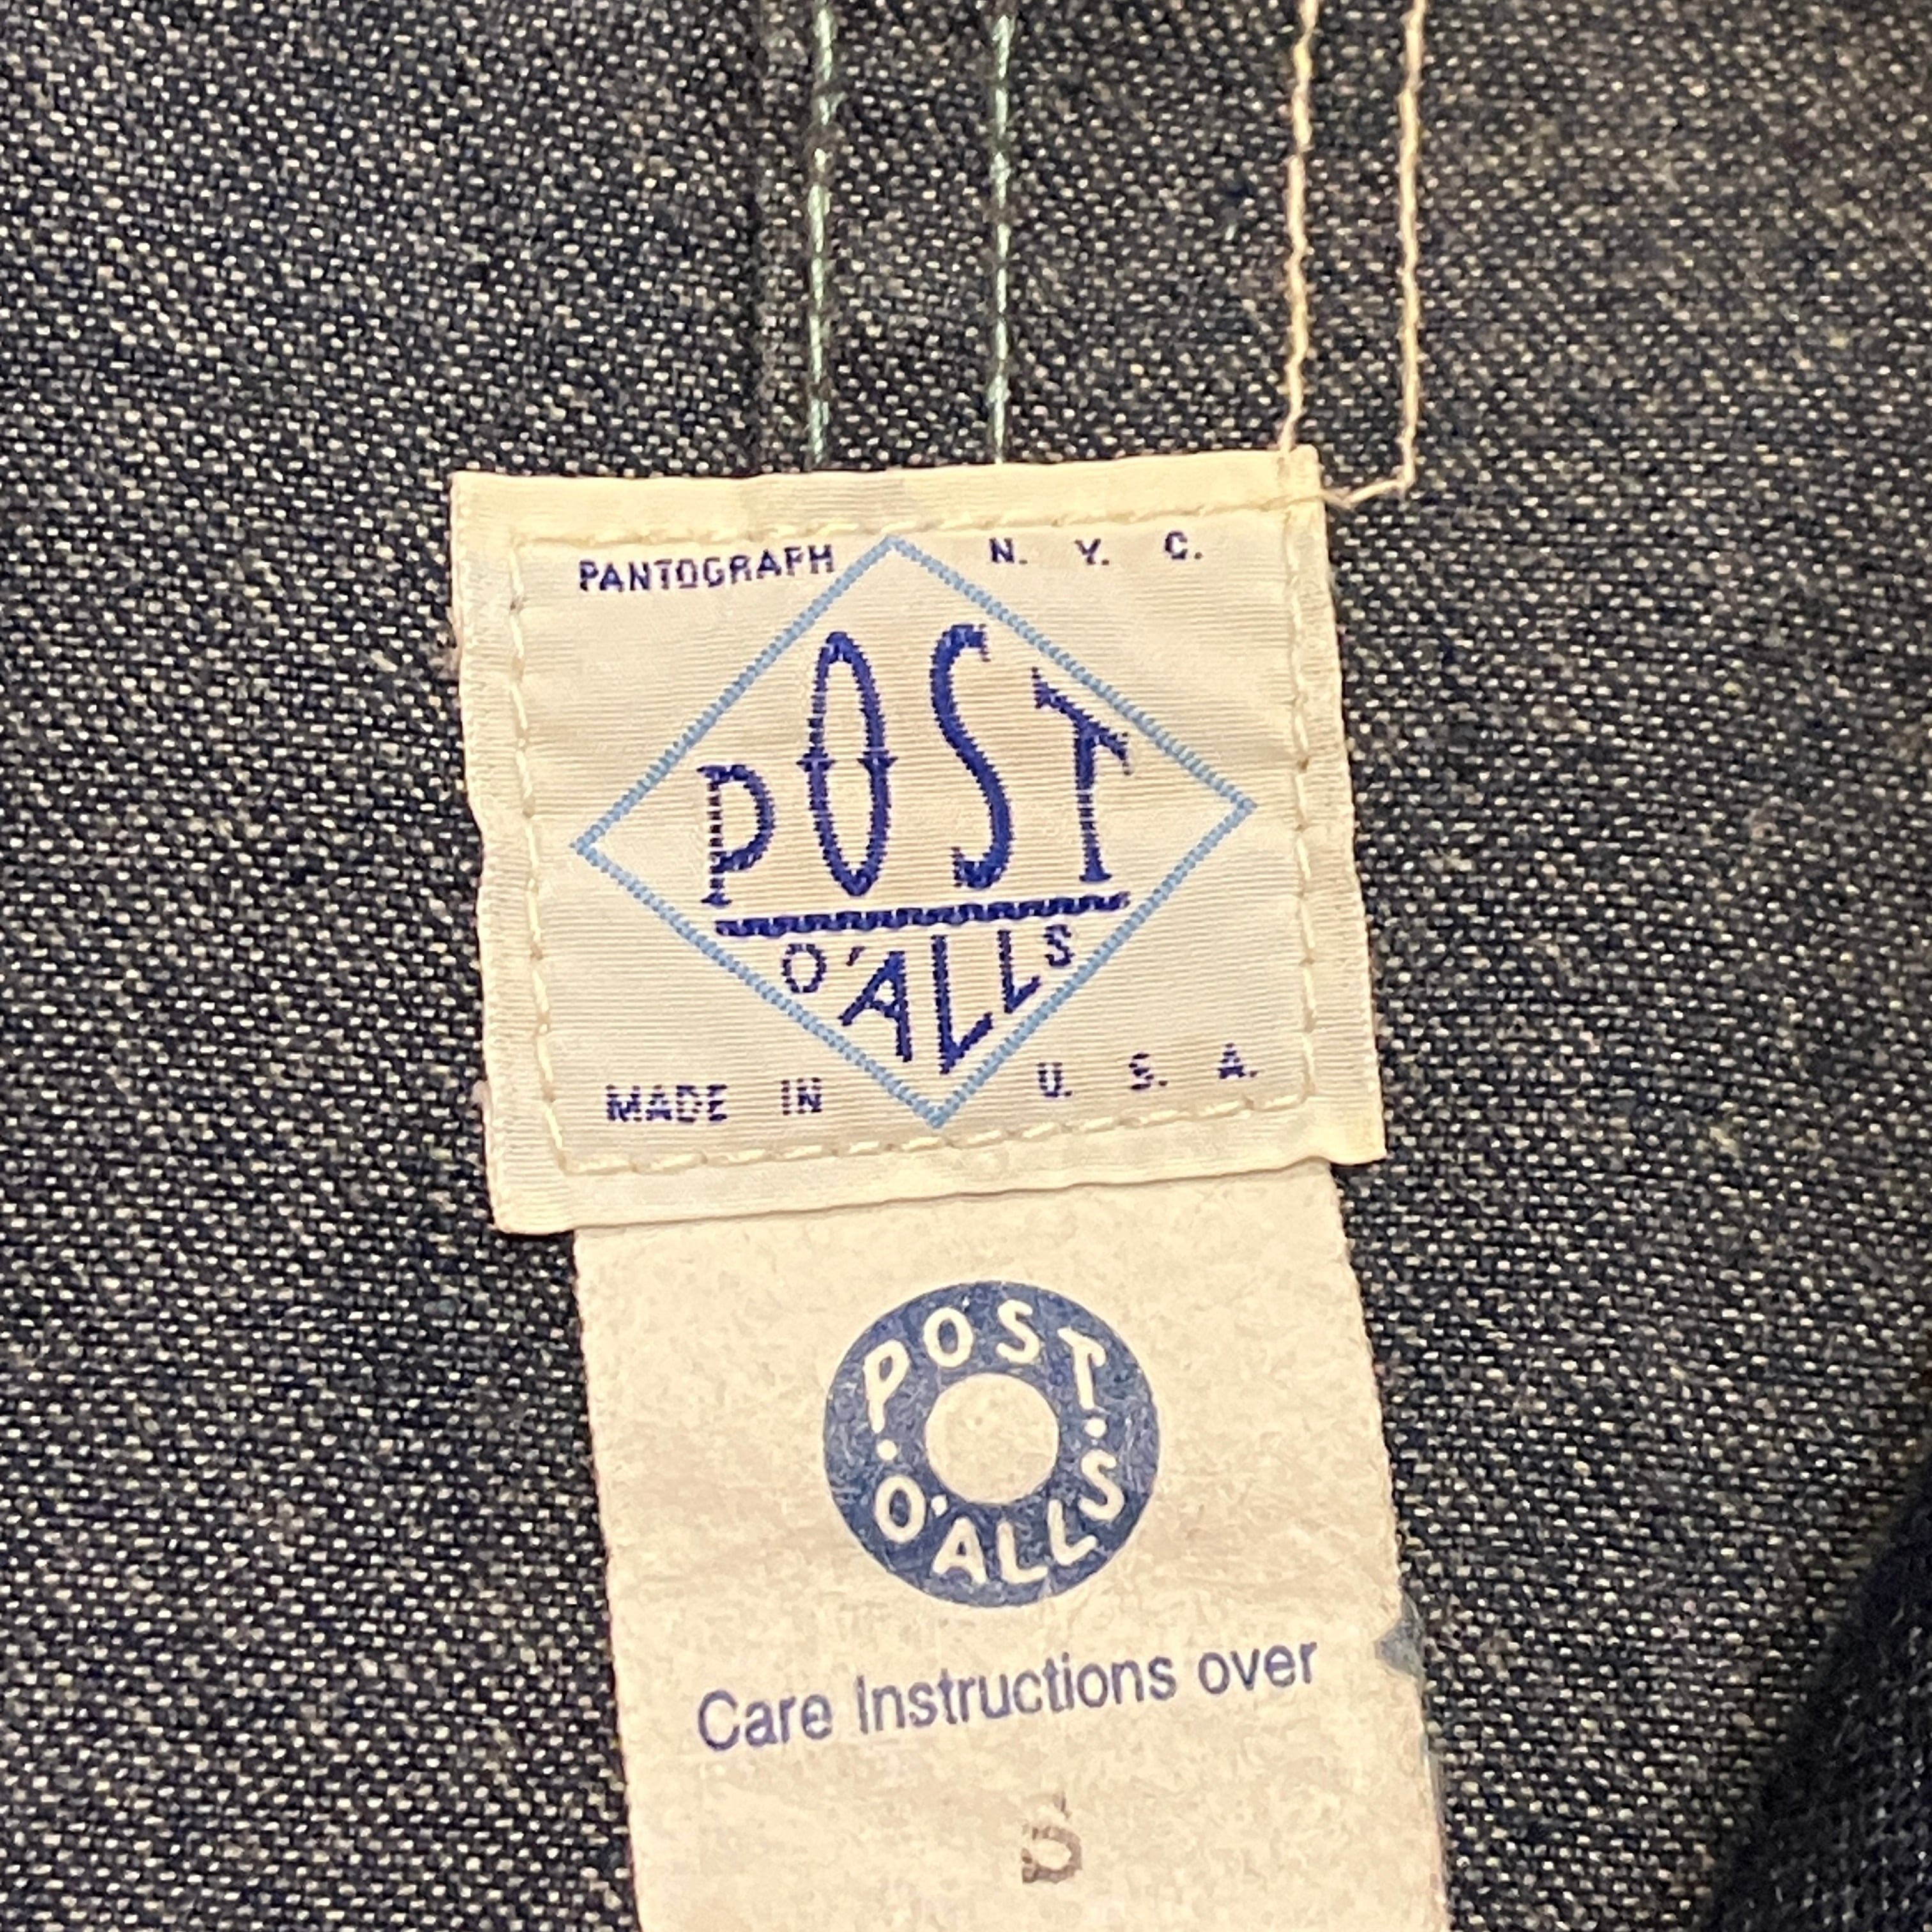 PANTOGRAPH N. Y. C.
POST
O'ALLS
MADE IN U. S. A.
POST
O'ALLS
Care Instructions over
S